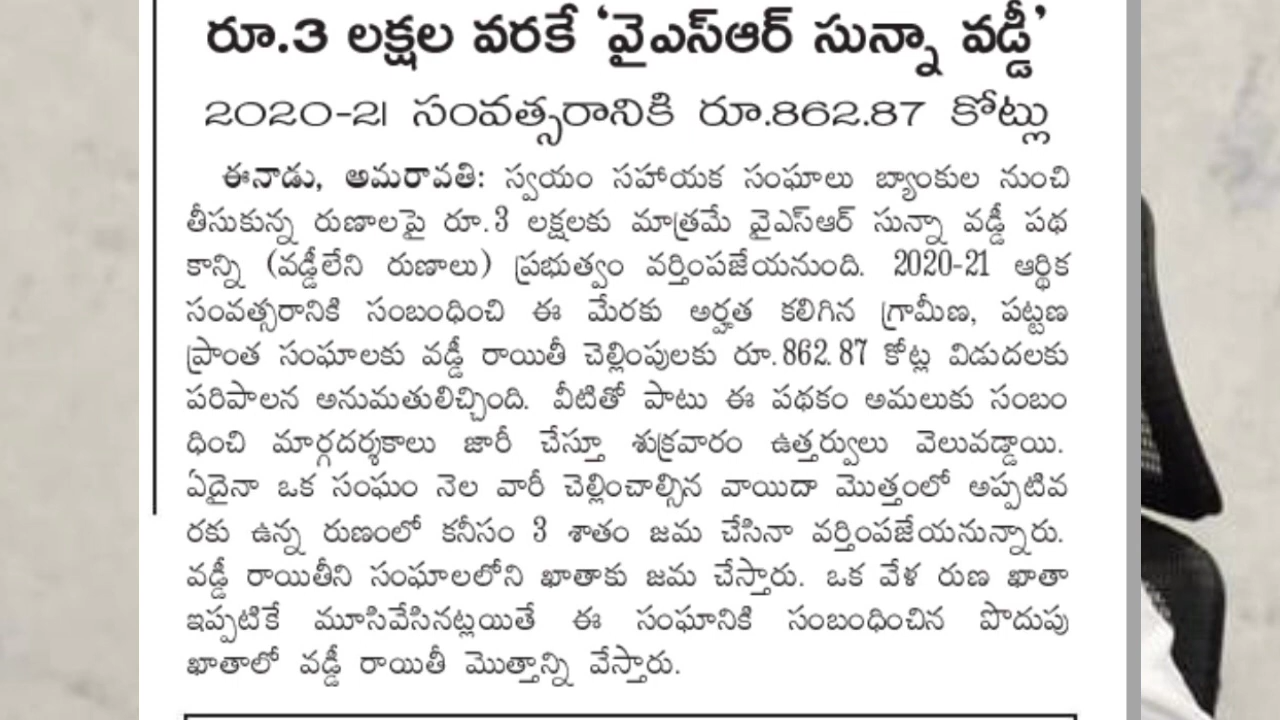 రూ.3 లక్షల వరకే ‘వైఎస్ఆర్ సున్నా వడ్డీ’
2020-21 సంవత్సరానికి రూ.862.87 కోట్లు
ఈనాడు, అమరావతి: స్వయం సహాయక సంఘాలు బ్యాంకుల నుంచి
తీసుకున్న రుణాలపై రూ.3 లక్షలకు మాత్రమే వైఎస్ఆర్ సున్నా వడ్డీ పథ
కాన్ని (వడ్డీలేని రుణాలు) ప్రభుత్వం వర్తింపజేయనుంది. 2020-21 ఆర్థిక
సంవత్సరానికి సంబంధించి ఈ మేరకు అర్హత కలిగిన గ్రామీణ, పట్టణ
ప్రాంత సంఘాలకు వడ్డీ రాయితీ చెల్లింపులకు రూ.862.87 కోట్ల విడుదలకు
పరిపాలన అనుమతులిచ్చింది. వీటితో పాటు ఈ పథకం అమలుకు సంబం
ధించి మార్గదర్శకాలు జారీ చేస్తూ శుక్రవారం ఉత్తర్వులు వెలువడ్డాయి.
ఏదైనా ఒక సంఘం నెల వారీ చెల్లించాల్సిన వాయిదా మొత్తంలో అప్పటివ
రకు ఉన్న రుణంలో కనీసం 3 శాతం జమ చేసినా వర్తింపజేయనున్నారు.
వడ్డీ రాయితీని సంఘాలలోని ఖాతాకు జమ చేస్తారు. ఒక వేళ రుణ ఖాతా
ఇప్పటికే మూసివేసినట్లయితే ఈ సంఘానికి సంబంధించిన పొదుపు
ఖాతాలో వడ్డీ రాయితీ మొత్తాన్ని వేస్తారు.